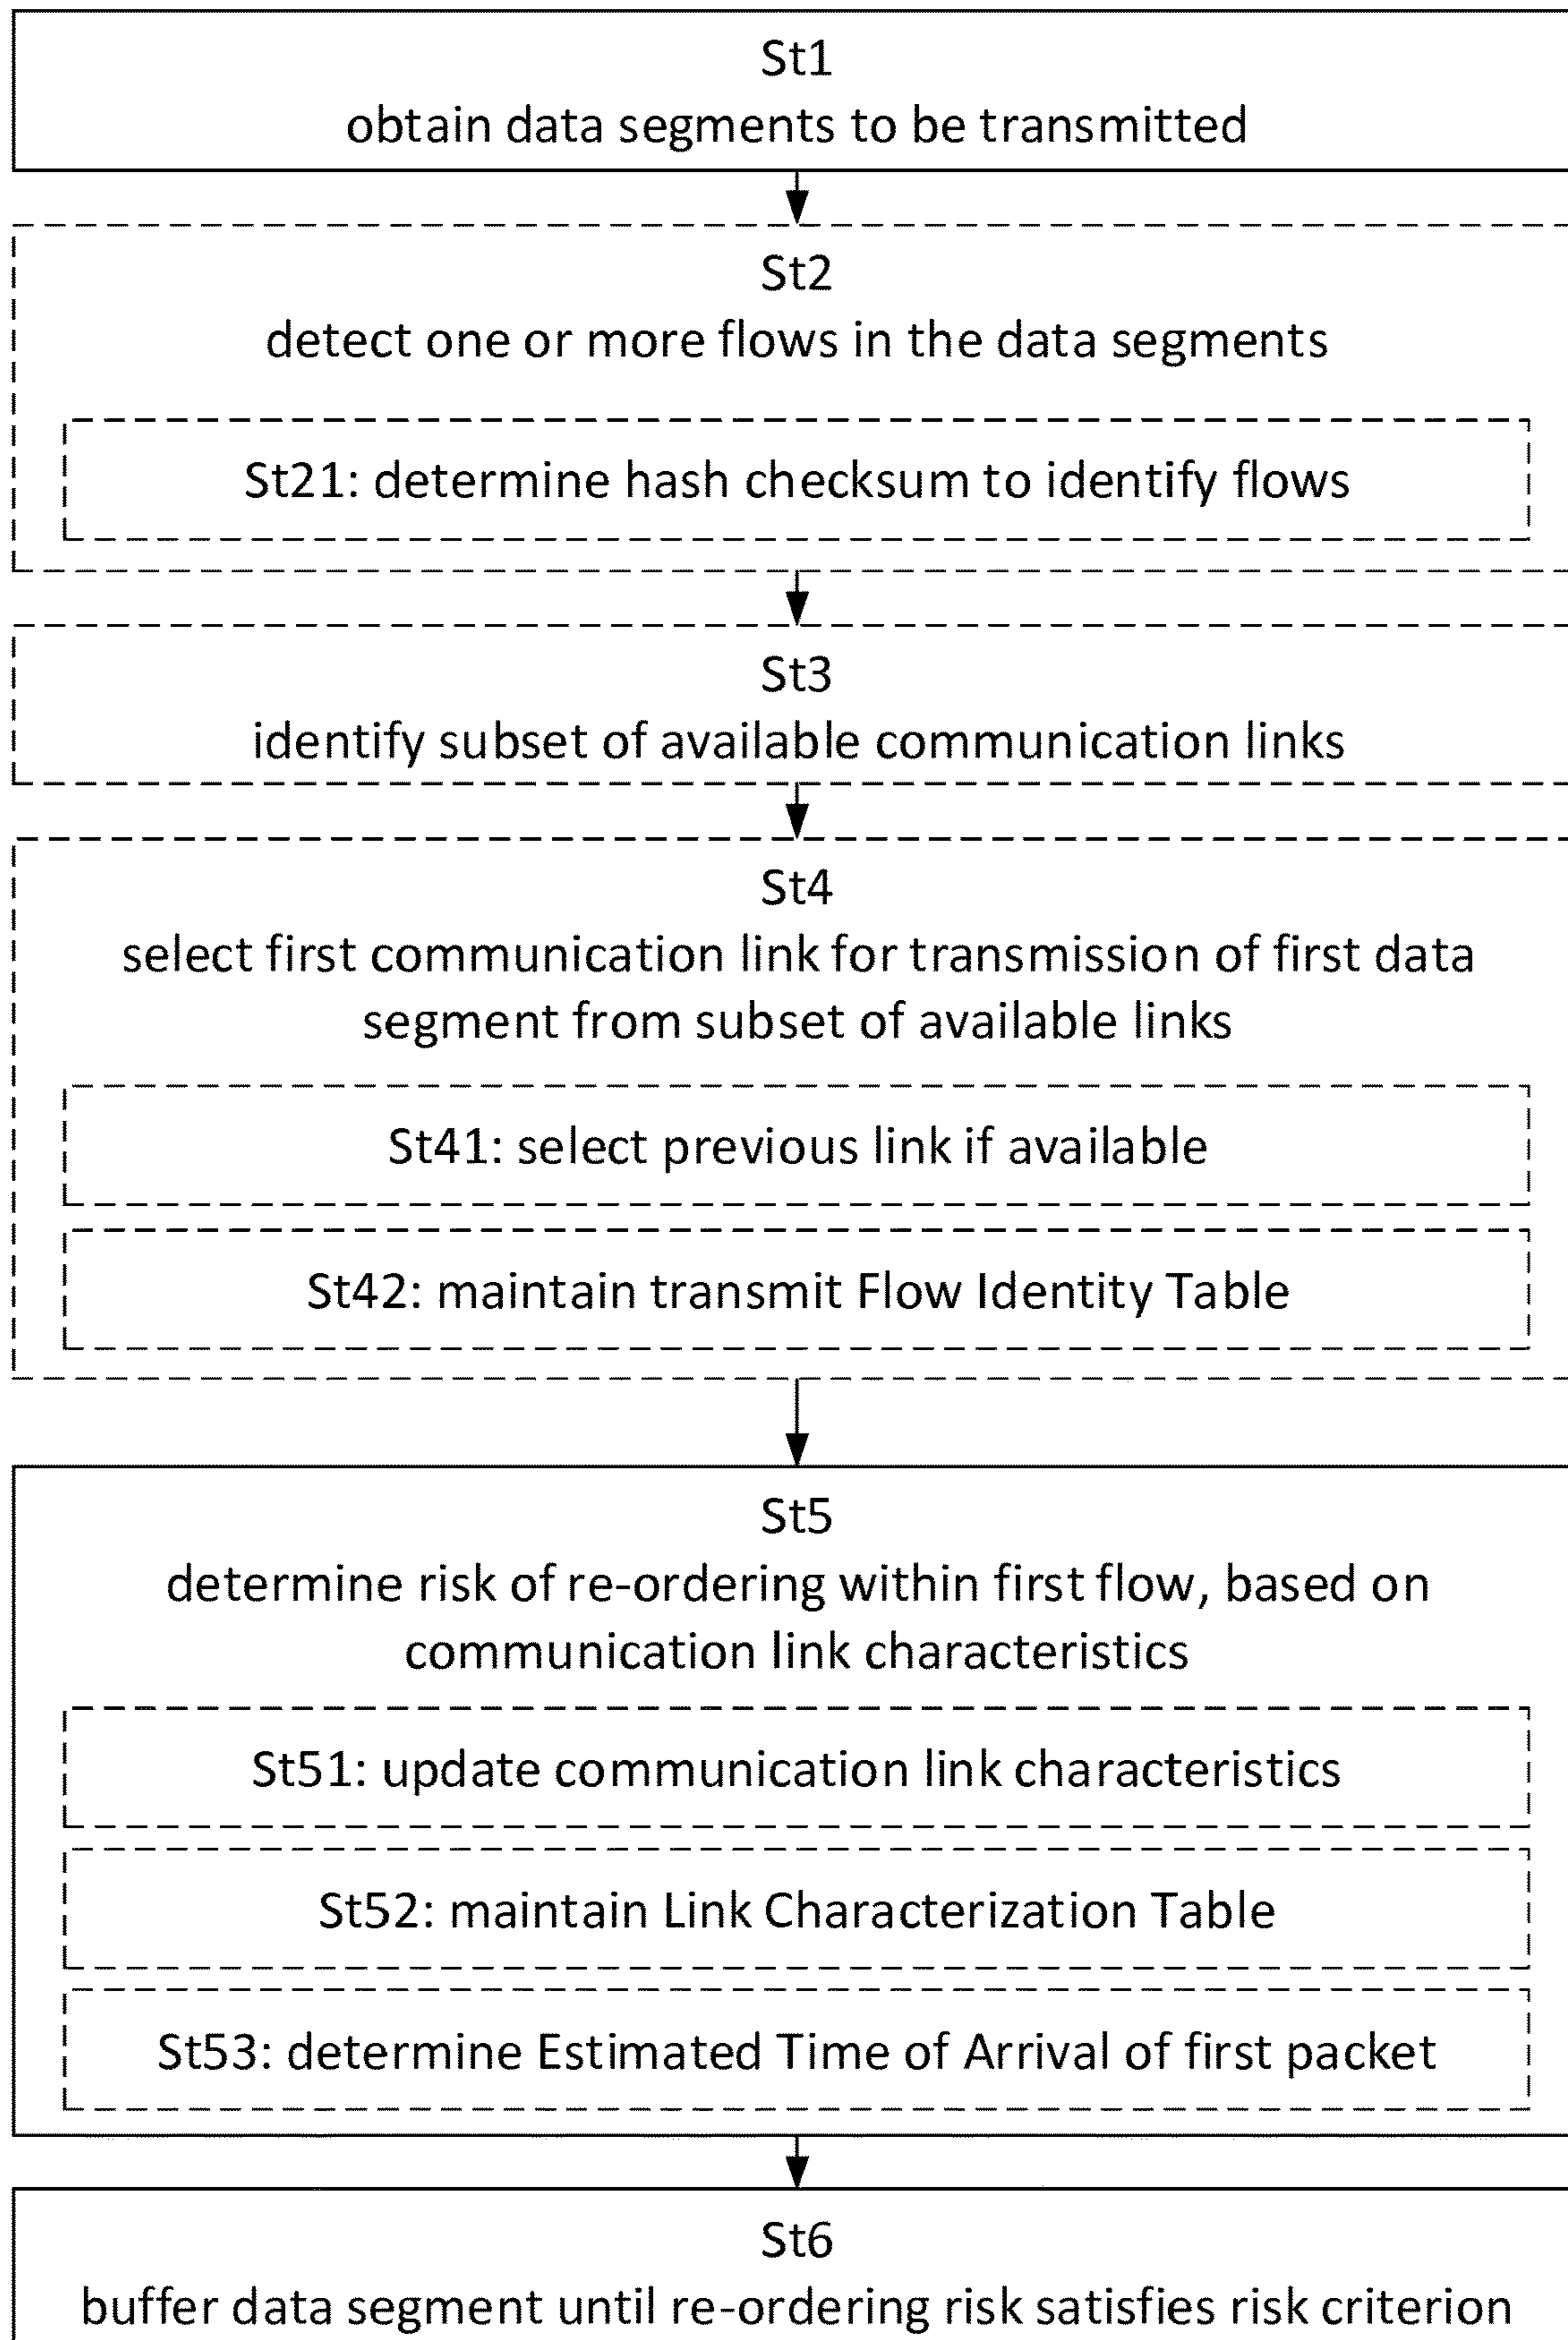 St1
obtain data segments to be transmitted
St2
detect one or more flows in the data segments
St21: determine hash checksum to identify flows
St3
identify subset of available communication links
St4
select first communication link for transmission of first data
segment from subset of available links
St41: select previous link if available
St42: maintain transmit Flow Identity Table
St5
determine risk of re-ordering within first flow, based on
communication link characteristics
St51: update communication link characteristics
St52: maintain Link Characterization Table
St53: determine Estimated Time of Arrival of first packet
St6
buffer data segment until re-ordering risk satisfies risk criterion